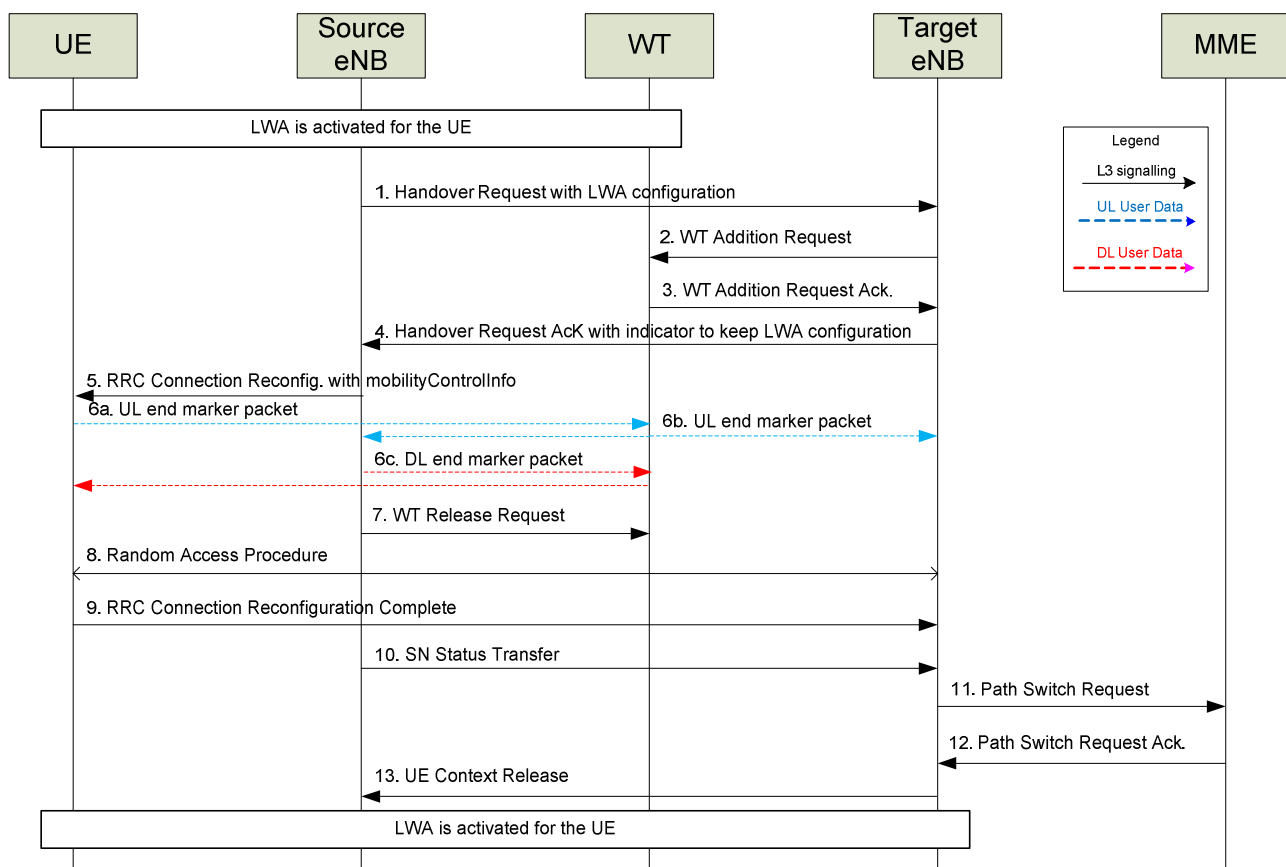 UE
Source
eNB
WT
Target
eNB
MME
LWA is activated for the UE
Legend
L3 signalling
UL User Data
DL User Data
1. Handover Request with LWA configuration
2. WT Addition Request
3. WT Addition Request Ack.
4. Handover Request AcK with indicator to keep LWA configuration
5. RRC Connection Reconfig. with mobilityControlInfo
6a. UL end marker packet
6b. UL end marker packet
6c. DL end marker packet
7. WT Release Request
8. Random Access Procedure
9. RRC Connection Reconfiguration Complete
10. SN Status Transfer
11. Path Switch Request
12. Path Switch Request Ack.
13. UE Context Release
LWA is activated for the UE